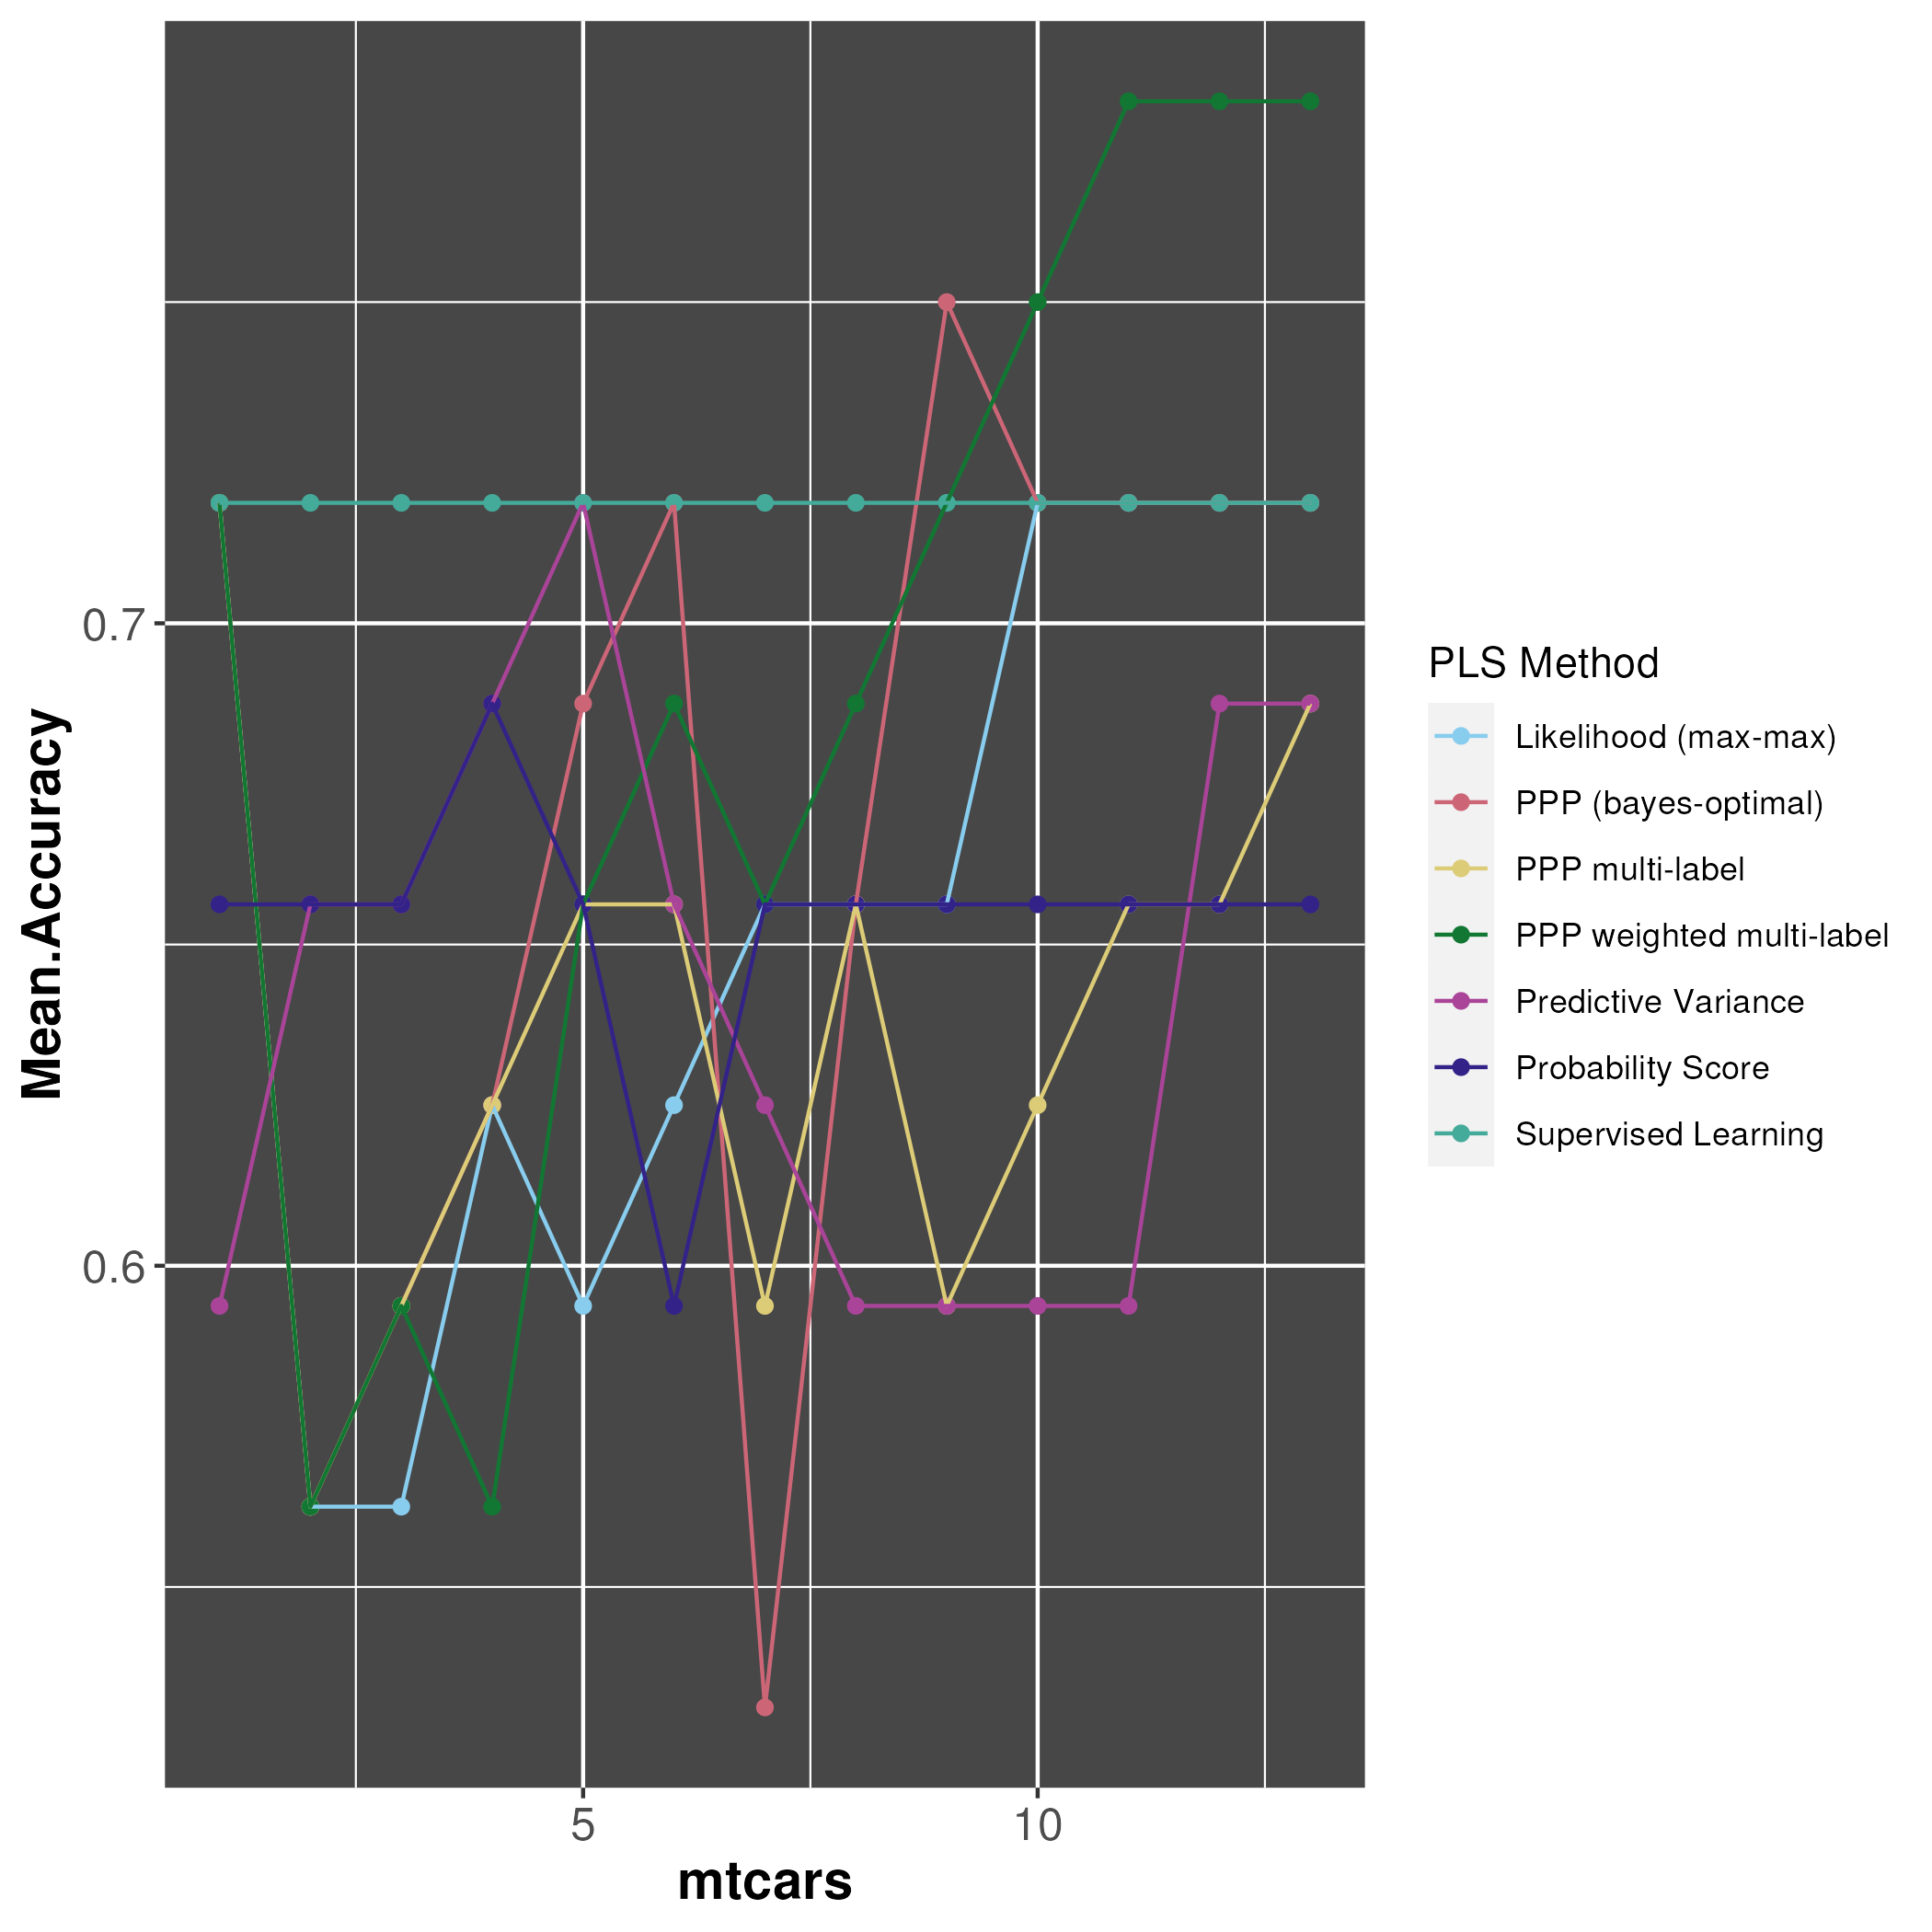 Mean.Accuracy
0.7
0.6
5
10
mtcars
PLS Method
Likelihood (max-max)
PPP (bayes-optimal)
PPP multi-label
PPP weighted multi-label
Predictive Variance
Probability Score
Supervised Learning